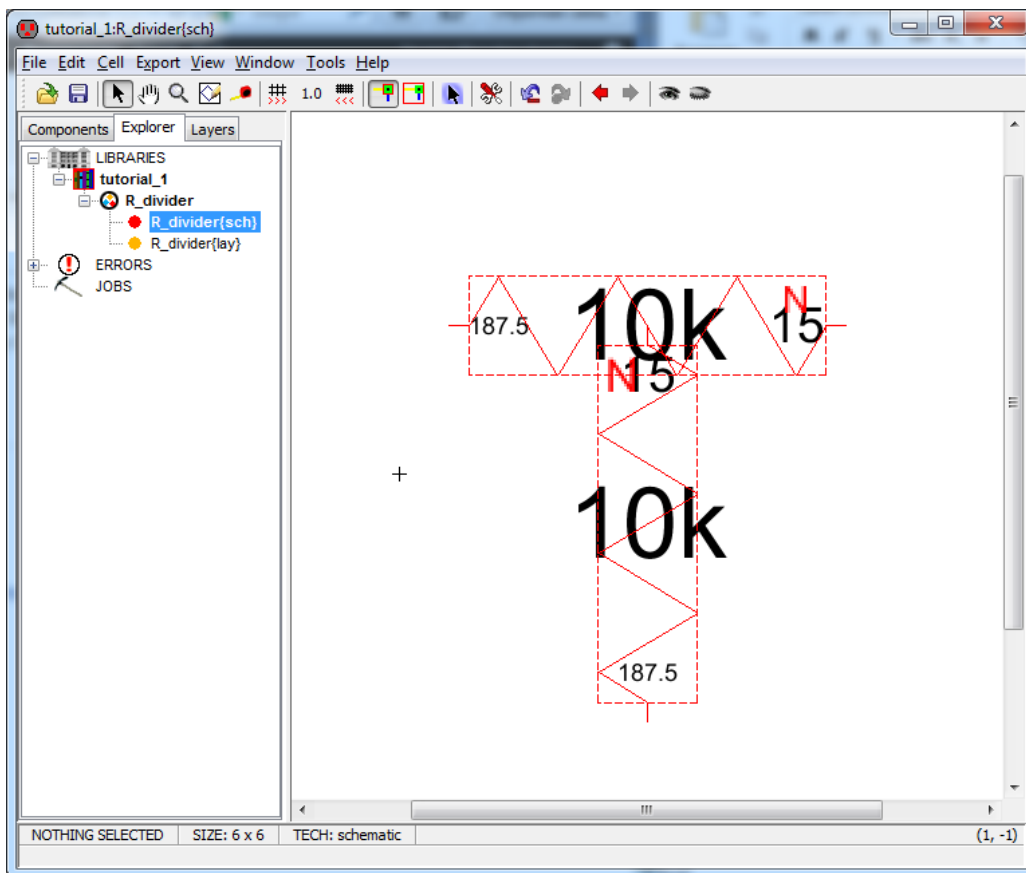 tutorial_1:R_divider{sch}
File Edit Cell Export View Window Tools Help
1.0
Components Explorer Layers
LIBRARIES
tutorial_1
R_divider
R_divider{sch}
R_divider{lay}
ERRORS
JOBS
187.5 10k N 15
N 15
10k
187.5
NOTHING SELECTED SIZE: 6 x 6 TECH: schematic (1, -1)